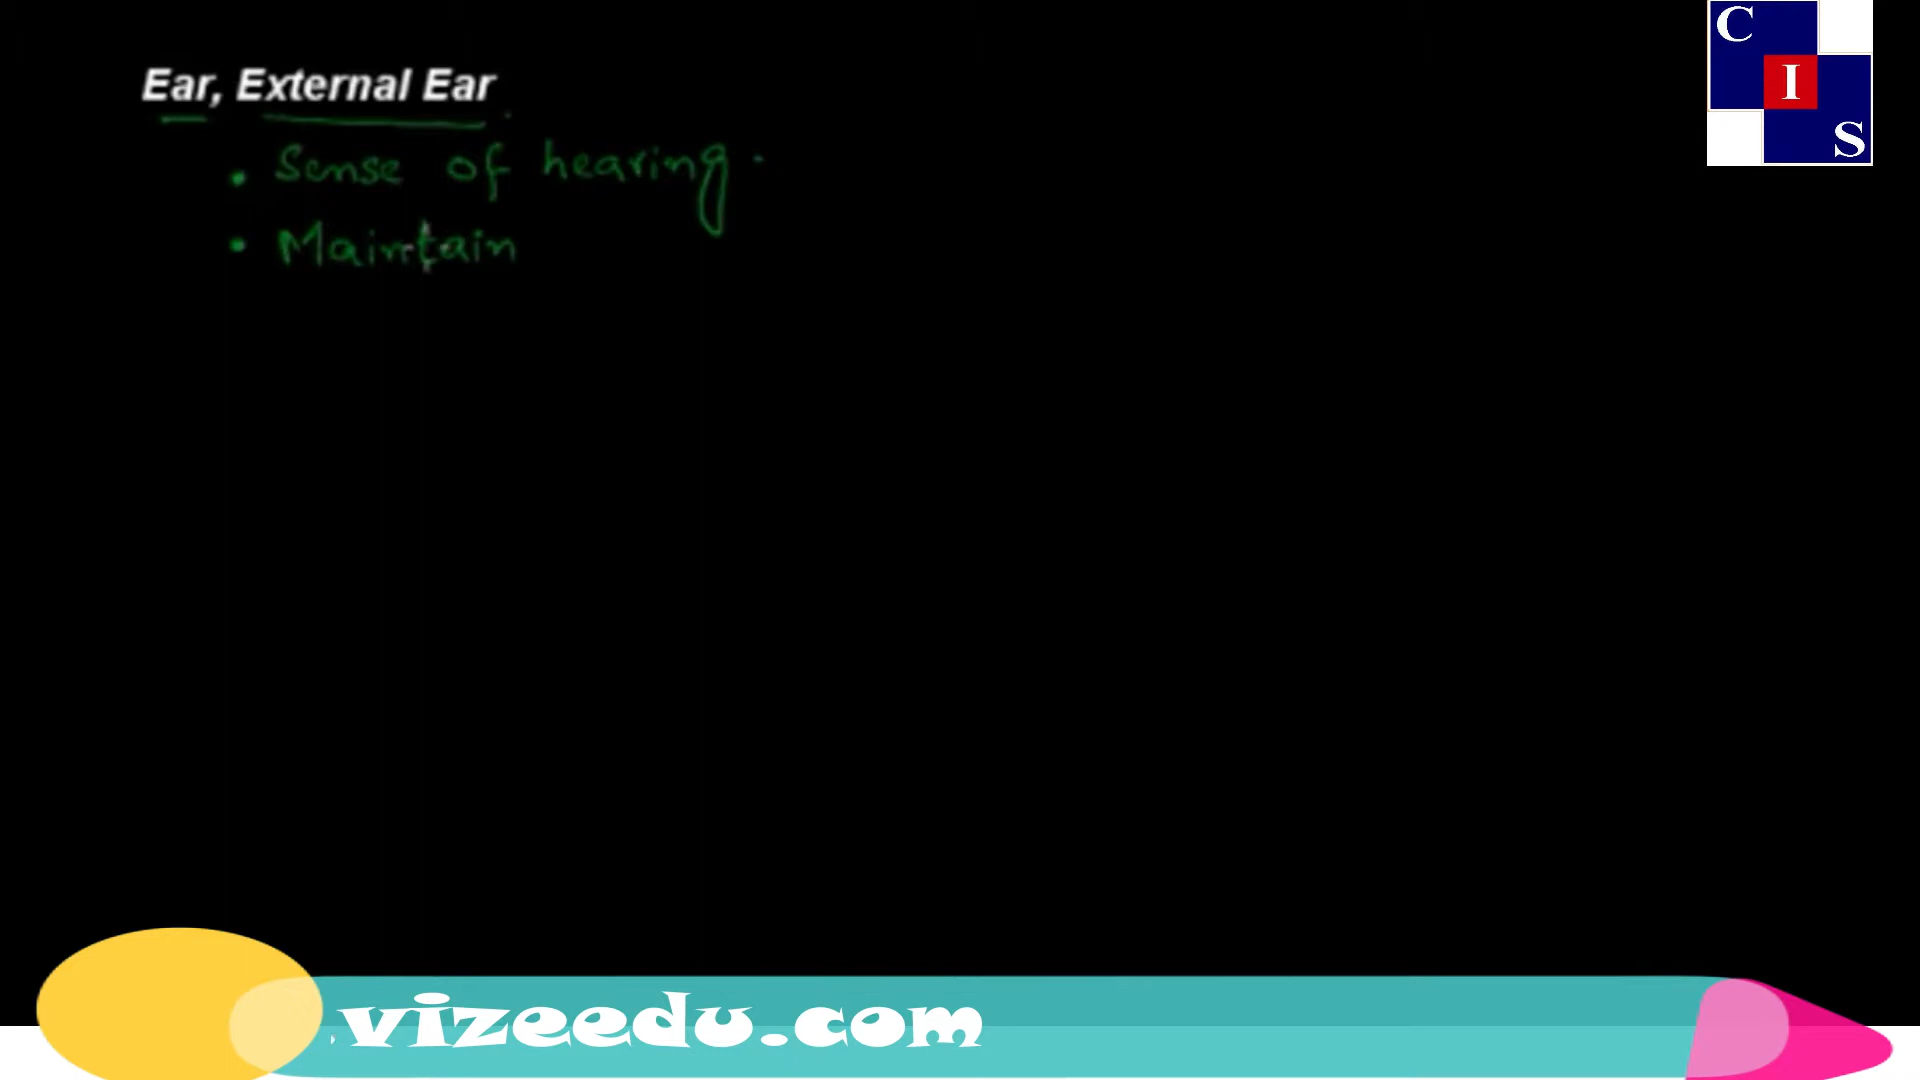 Ear, External Ear
• Sense of hearing.
• Maintain
C
I
S
.vizeedu.com